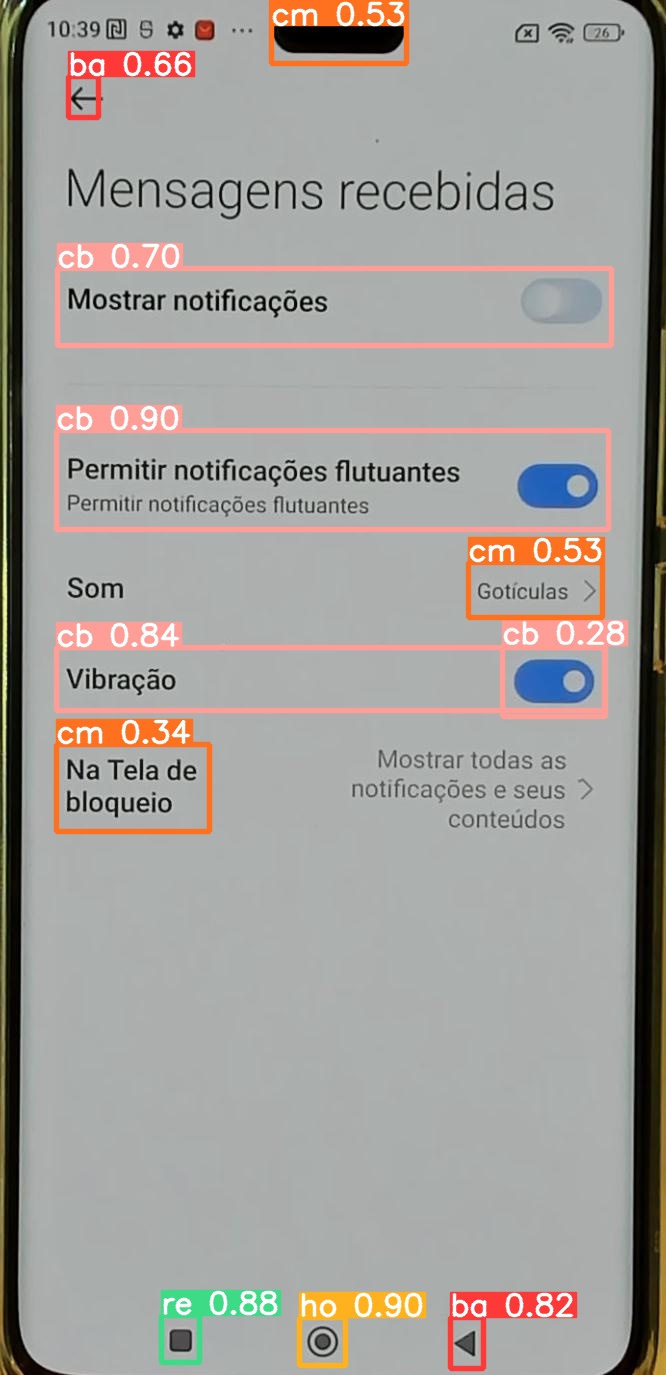 cm 0.53
10:39 ... 26
ba 0.66
Mensagens recebidas
cb 0.70
Mostrar notificações
cb 0.90
Permitir notificações flutuantes
Permitir notificações flutuantes
cm 0.53
Som Gotículas
cb 0.84 cb 0.28
Vibração
cm 0.34
Na Tela de
bloqueio
Mostrar todas as
notificações e seus
conteúdos
re 0.88 ho 0.90 ba 0.82